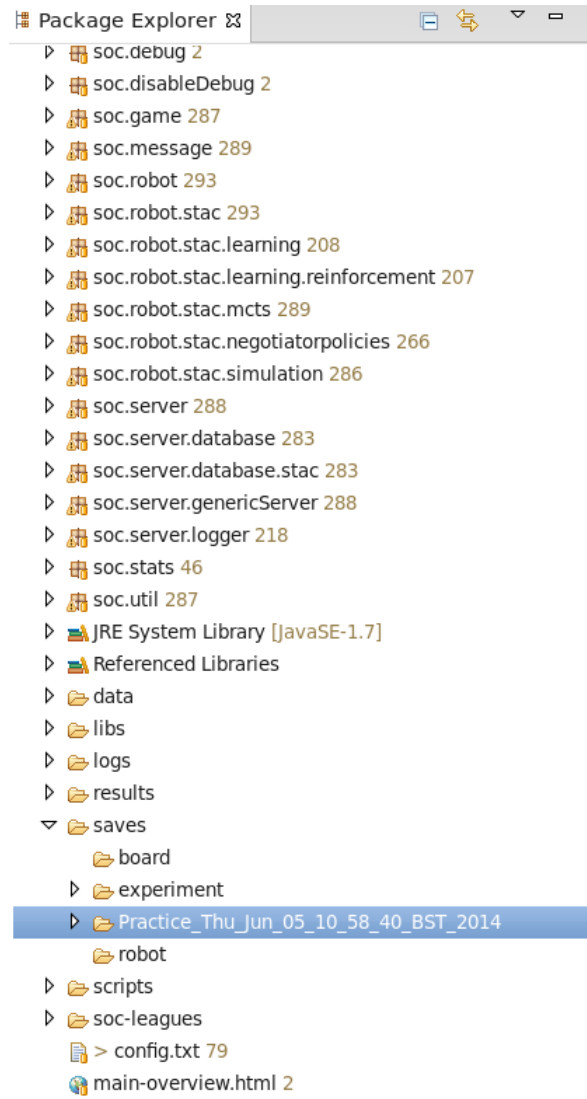 Package Explorer
soc.debug 2
soc.disableDebug 2
soc.game 287
soc.message 289
soc.robot 293
soc.robot.stac 293
soc.robot.stac.learning 208
soc.robot.stac.learning.reinforcement 207
soc.robot.stac.mcts 289
soc.robot.stac.negotiatorpolicies 266
soc.robot.stac.simulation 286
soc.server 288
soc.server.database 283
soc.server.database.stac 283
soc.server.genericServer 288
soc.server.logger 218
soc.stats 46
soc.util 287
JRE System Library [JavaSE-1.7]
Referenced Libraries
data
libs
logs
results
saves
board
experiment
Practice_Thu_Jun_05_10_58_40_BST_2014
robot
scripts
soc-leagues
> config.txt 79
main-overview.html 2